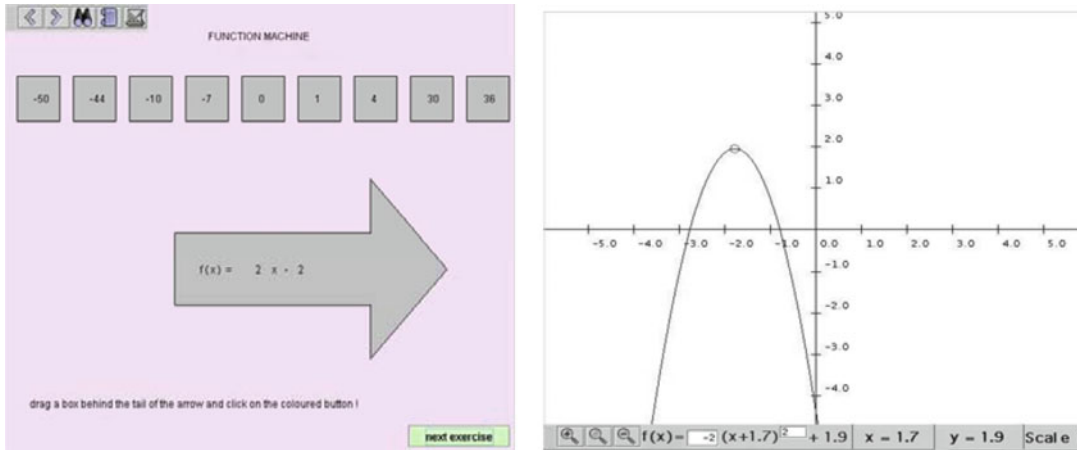 FUNCTION MACHINE
-50 -44 -10 -7 0 1 4 30 36
f(x) = 2 x - 2
drag a box behind the tail of the arrow and click on the coloured button !
next exercise
5.0
4.0
3.0
2.0
1.0
-5.0 -4.0 -3.0 -2.0 -1.0 0.0 1.0 2.0 3.0 4.0 5.0
-1.0
-2.0
-3.0
-4.0
f(x)= -2 (x+1.7) 2 + 1.9 x = 1.7 y = 1.9 Scale